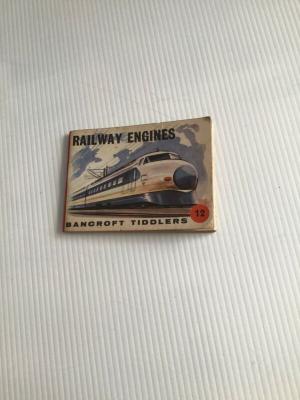 RAILWAY ENGINES
BANCROFT TIDDLERS
12